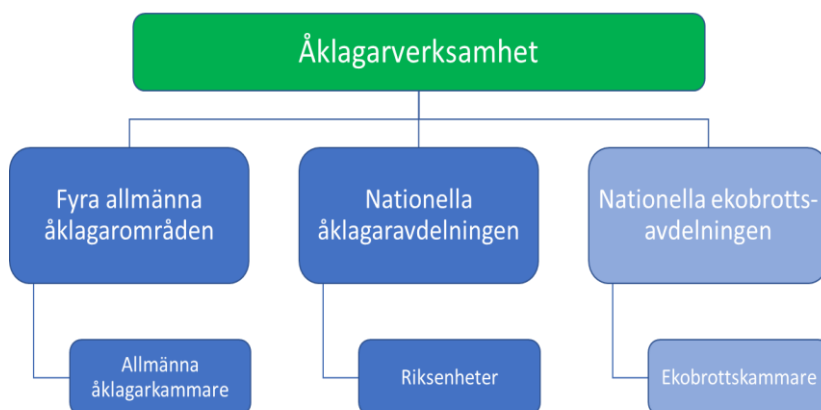 Åklagarverksamhet
Fyra allmänna
åklagarområden
Nationella
åklagaravdelningen
Nationella ekobrotts-
avdelningen
Allmänna
åklagarkammare
Riksenheter
Ekobrottskammare